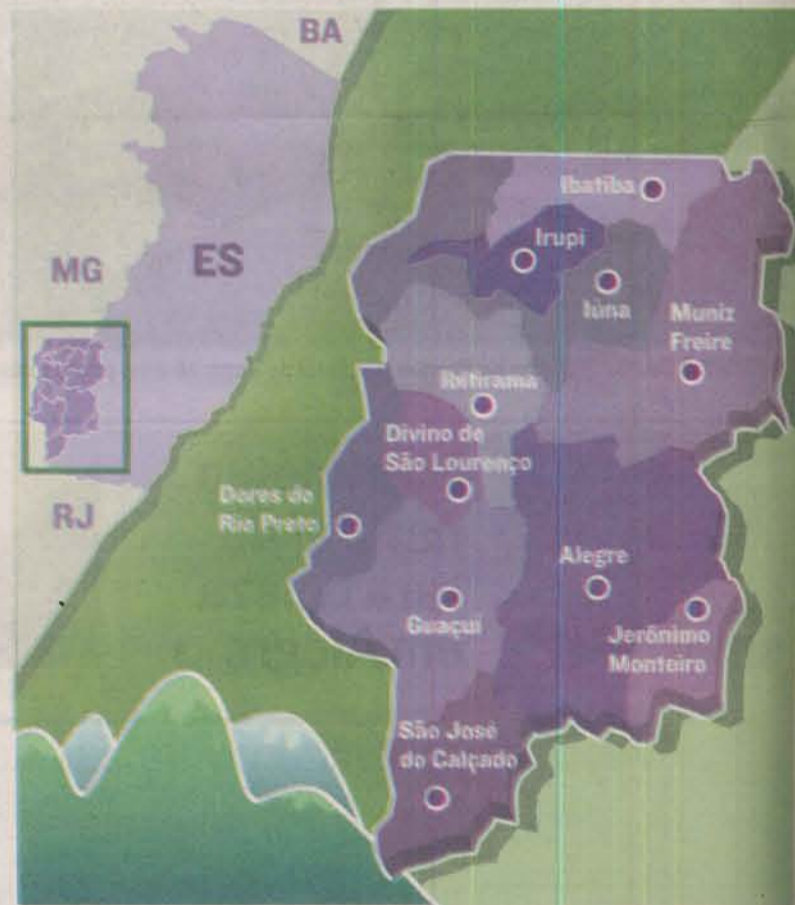 BA
MG
ES
RJ
Ibatiba
Irupi
Iúna
Muniz
Freire
Ibitirama
Divino de
São Lourenço
Dores do
Rio Preto
Alegre
Guaçuí
Jerônimo
Monteiro
São José
do Calçado